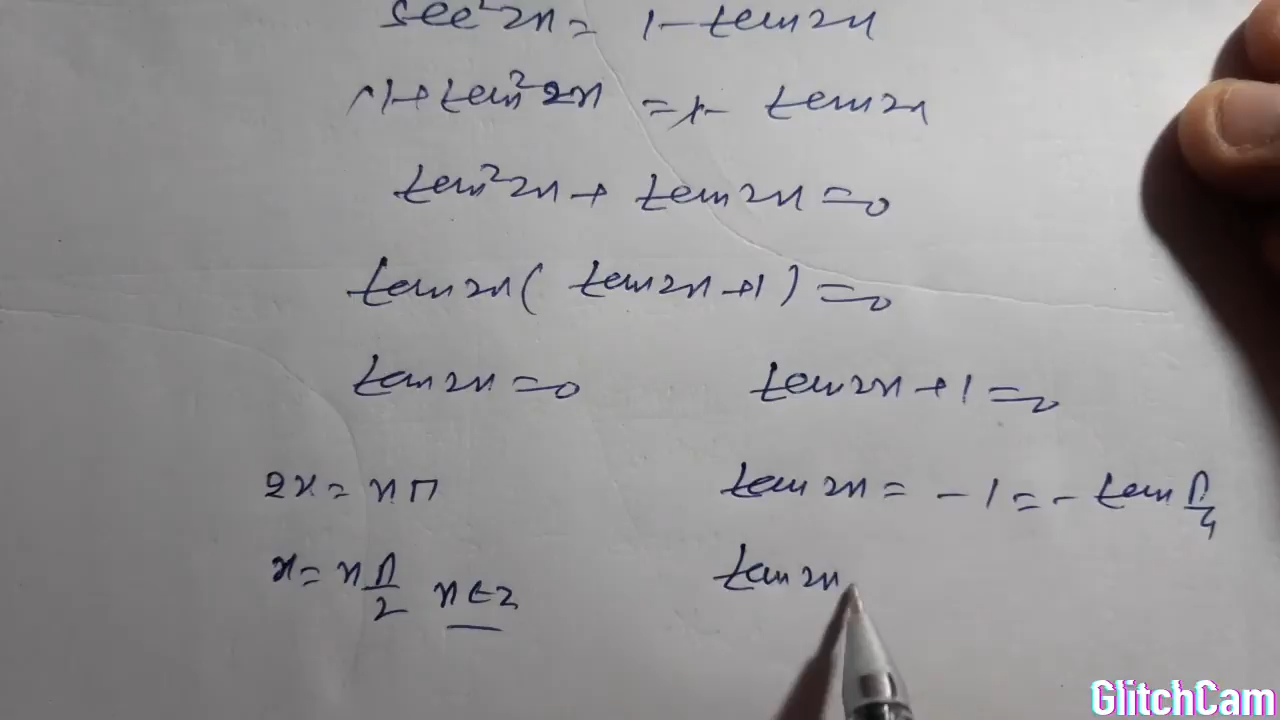 sec²2x = 1 - tan2x
1 + tan²2x = 1 - tan2x
tan²2x + tan2x = 0
tan2x ( tan2x + 1 ) = 0
tan2x = 0 tan2x + 1 = 0
2x = nπ tan2x = -1 = -tan π/4
x = nπ/2 n∈Z tan2x
GlitchCam